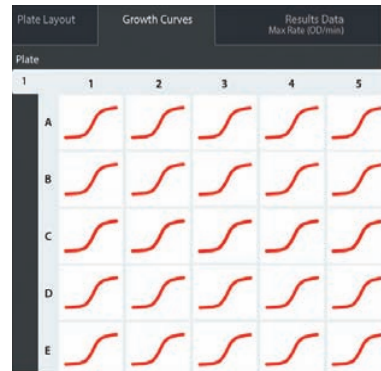 Plate Layout
Growth Curves
Results Data
Max Rate (OD/min)
Plate
1
1 2 3 4 5
A
B
C
D
E